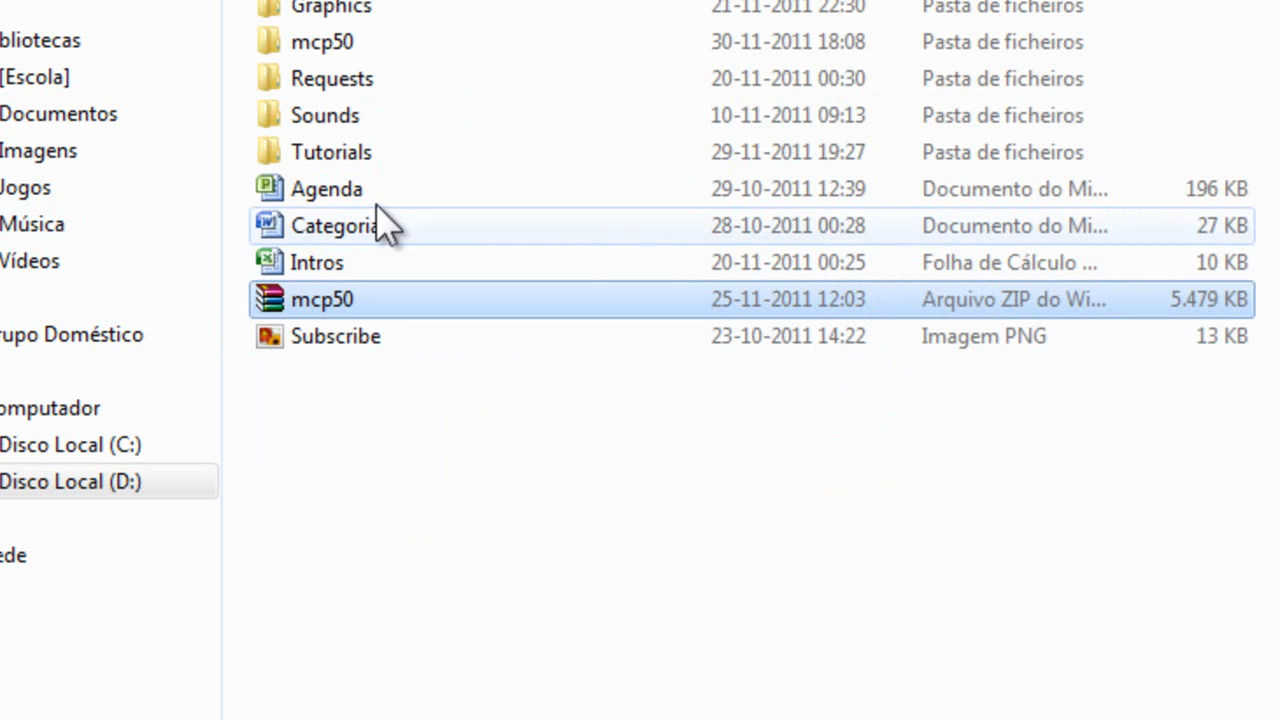 Graphics 21-11-2011 22:30 Pasta de ficheiros
bliotecas
mcp50 30-11-2011 18:08 Pasta de ficheiros
[Escola]
Requests 20-11-2011 00:30 Pasta de ficheiros
Documentos
Sounds 10-11-2011 09:13 Pasta de ficheiros
Imagens
Tutorials 29-11-2011 19:27 Pasta de ficheiros
Jogos
Agenda 29-10-2011 12:39 Documento do Mi... 196 KB
Música
Categoria 28-10-2011 00:28 Documento do Mi... 27 KB
Vídeos
Intros 20-11-2011 00:25 Folha de Cálculo ... 10 KB
mcp50 25-11-2011 12:03 Arquivo ZIP do Wi... 5.479 KB
rupo Doméstico
Subscribe 23-10-2011 14:22 Imagem PNG 13 KB
omputador
Disco Local (C:)
Disco Local (D:)
ede